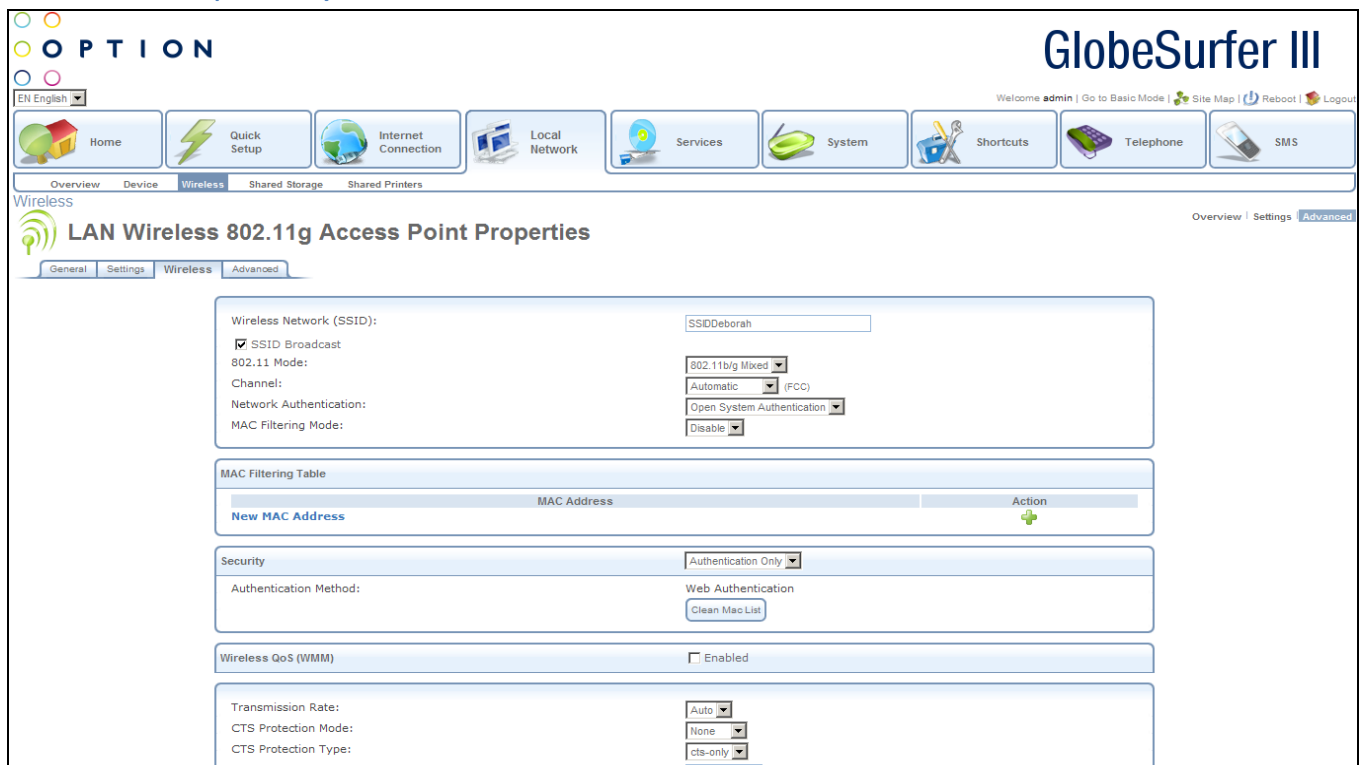 OPTION
GlobeSurfer III
EN English
Welcome admin | Go to Basic Mode | Site Map | Reboot | Logout
Home
Quick Setup
Internet Connection
Local Network
Services
System
Shortcuts
Telephone
SMS
Overview Device Wireless Shared Storage Shared Printers
Wireless
Overview | Settings | Advanced
LAN Wireless 802.11g Access Point Properties
General Settings Wireless Advanced
Wireless Network (SSID): SSIDDeborah
SSID Broadcast
802.11 Mode: 802.11b/g Mixed
Channel: Automatic (FCC)
Network Authentication: Open System Authentication
MAC Filtering Mode: Disable
MAC Filtering Table
MAC Address Action
New MAC Address
Security Authentication Only
Authentication Method: Web Authentication
Clean Mac List
Wireless QoS (WMM) Enabled
Transmission Rate: Auto
CTS Protection Mode: None
CTS Protection Type: cts-only